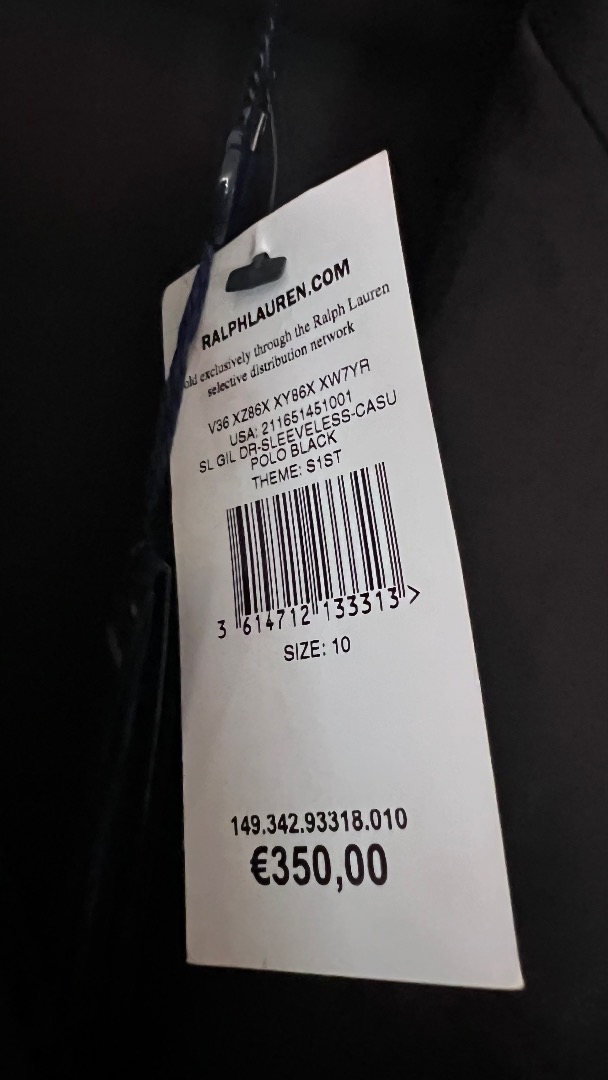 RALPHLAUREN.COM
exclusively through the Ralph Lauren
selective distribution network
V36 XZ86X XY86X XW7YR
USA: 211651451001
SL GIL DR-SLEEVELESS-CASU
POLO BLACK
THEME: S1ST
3 614712 133313 >
SIZE: 10
149.342.93318.010
€350,00